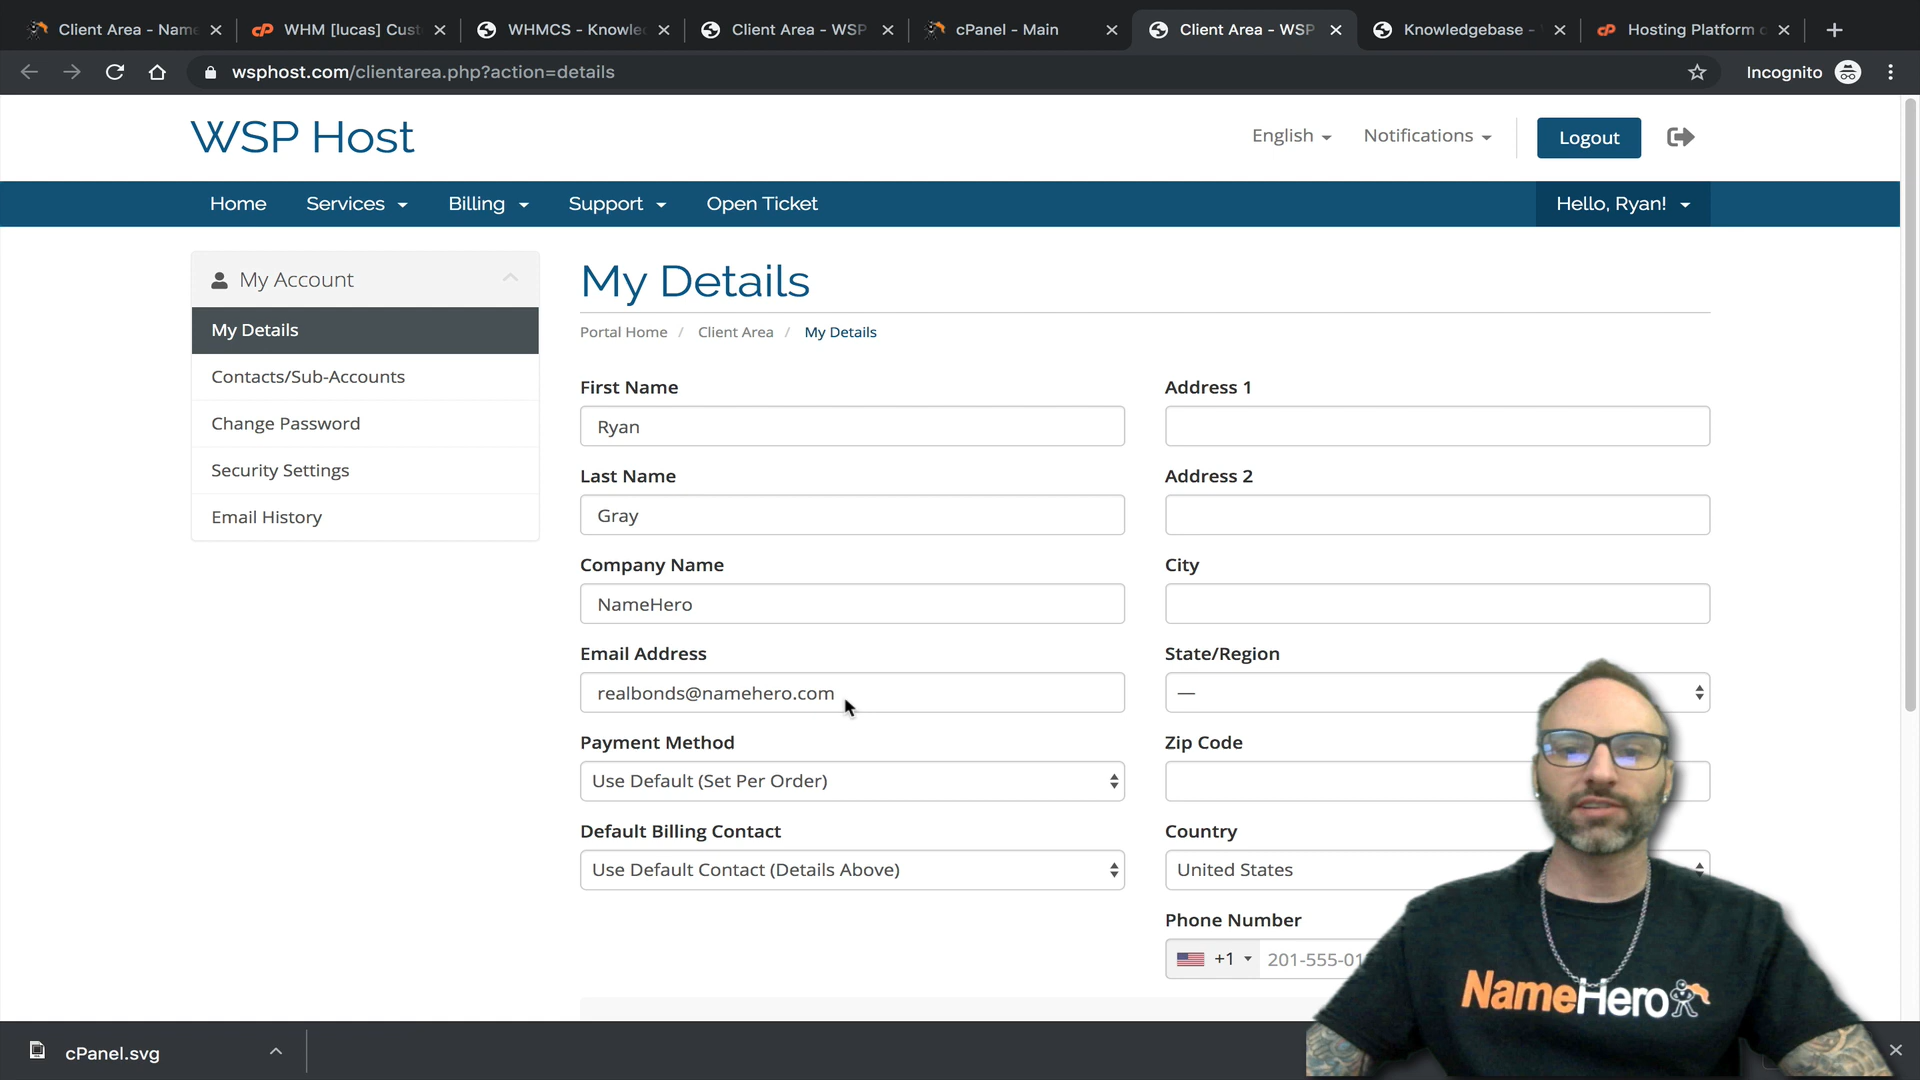 Client Area - Name
WHM [lucas] Cust
WHMCS - Knowle
Client Area - WSP
cPanel - Main
Client Area - WSP
Knowledgebase -
Hosting Platform
wsphost.com/clientarea.php?action=details
Incognito
WSP Host
English
Notifications
Logout
Home
Services
Billing
Support
Open Ticket
Hello, Ryan!
My Account
My Details
Contacts/Sub-Accounts
Change Password
Security Settings
Email History
My Details
Portal Home / Client Area / My Details
First Name
Ryan
Last Name
Gray
Company Name
NameHero
Email Address
realbonds@namehero.com
Payment Method
Use Default (Set Per Order)
Default Billing Contact
Use Default Contact (Details Above)
Address 1
Address 2
City
State/Region
—
Zip Code
Country
United States
Phone Number
+1
201-555-01
NameHero
cPanel.svg